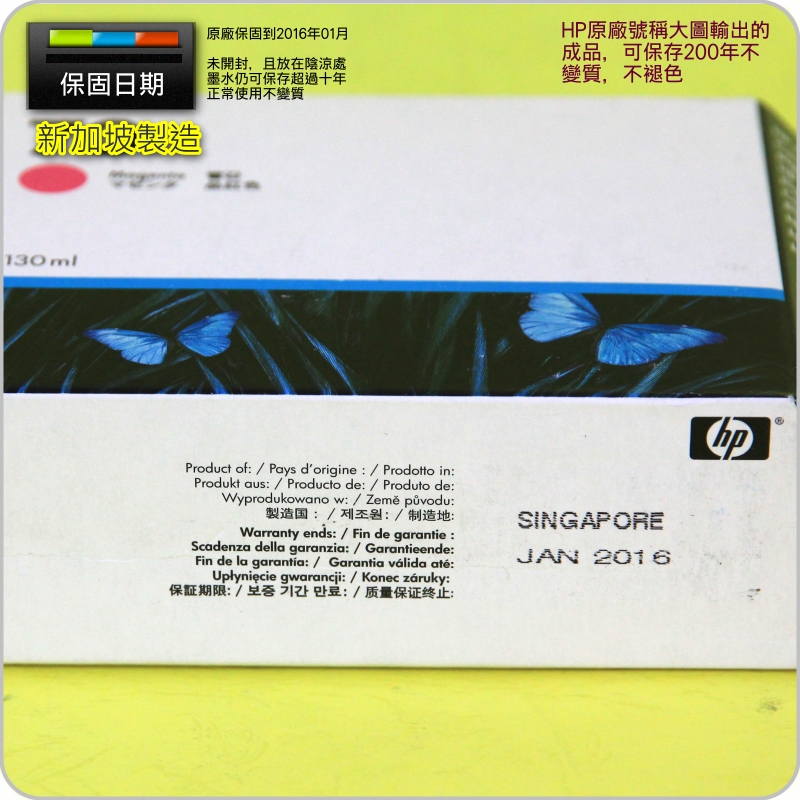 保固日期
新加坡製造
原廠保固到2016年01月
未開封，且放在陰涼處
墨水仍可保存超過十年
正常使用不變質
HP原廠號稱大圖輸出的
成品，可保存200年不
變質，不褪色
Magenta
マゼンタ
130 ml
hp®
Product of: / Pays d'origine : / Prodotto in:
Produkt aus: / Producto de: / Produto de:
Wyprodukowano w: / Země původu:
製造国 : / 제조원: / 制造地:
SINGAPORE
Warranty ends: / Fin de garantie :
Scadenza della garanzia: / Garantieende:
Fin de la garantía: / Garantia válida até:
Upłynięcie gwarancji: / Konec záruky:
保証期限: / 보증 기간 만료: / 质量保证终止:
JAN 2016